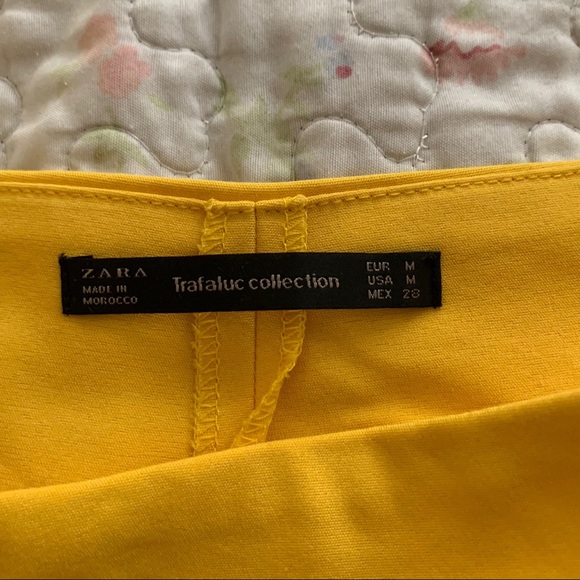 ZARA
MADE IN
MOROCCO
Trafaluc collection
EUR M
USA M
MEX 28